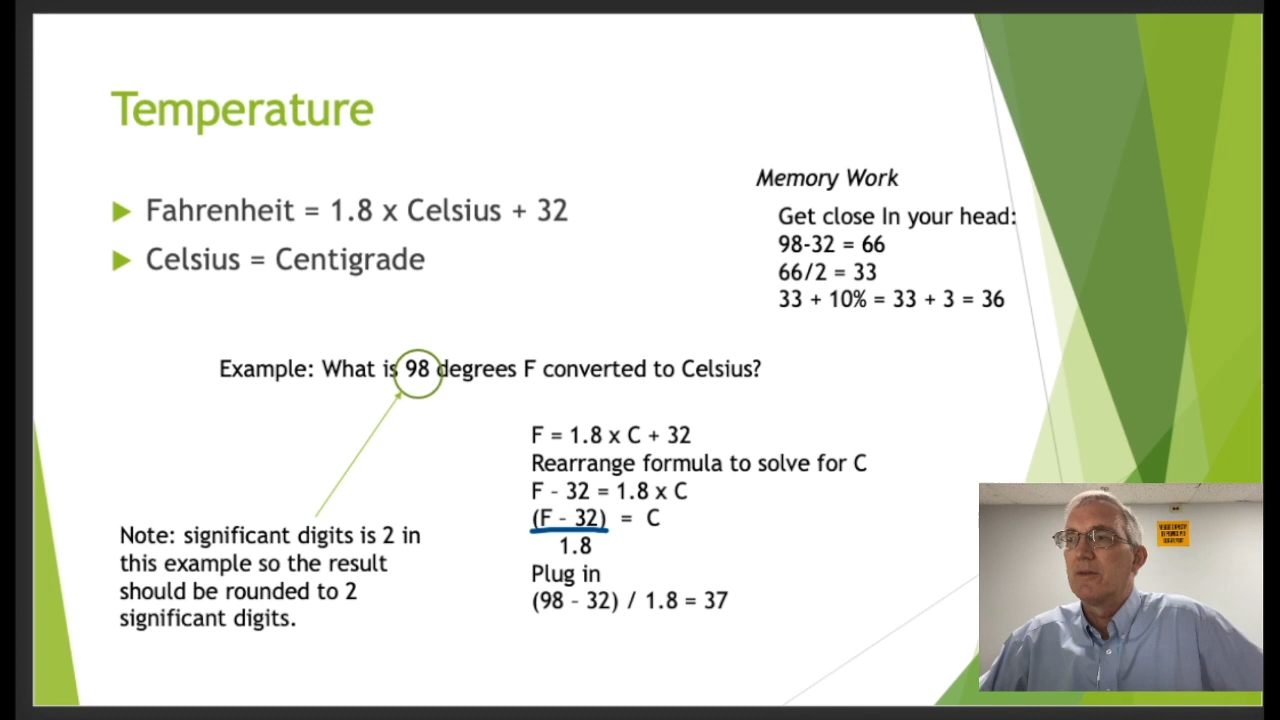 Temperature
Fahrenheit = 1.8 x Celsius + 32
Celsius = Centigrade
Memory Work
Get close In your head:
98-32 = 66
66/2 = 33
33 + 10% = 33 + 3 = 36
Example: What is 98 degrees F converted to Celsius?
F = 1.8 x C + 32
Rearrange formula to solve for C
F - 32 = 1.8 x C
(F - 32) = C
1.8
Plug in
(98 - 32) / 1.8 = 37
Note: significant digits is 2 in
this example so the result
should be rounded to 2
significant digits.